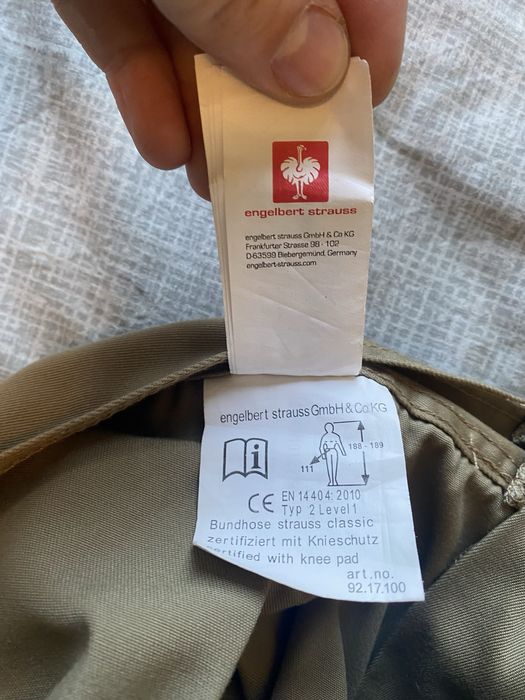 engelbert strauss
engelbert strauss GmbH & Co KG
Frankfurter Strasse 98 - 102
D-63599 Biebergemünd, Germany
engelbert-strauss.com
engelbert strauss GmbH & Co KG
i
188 - 189
111
CE EN 14404: 2010
Typ 2 Level 1
Bundhose strauss classic
zertifiziert mit Knieschutz
certified with knee pad
art.no.
92.17.100